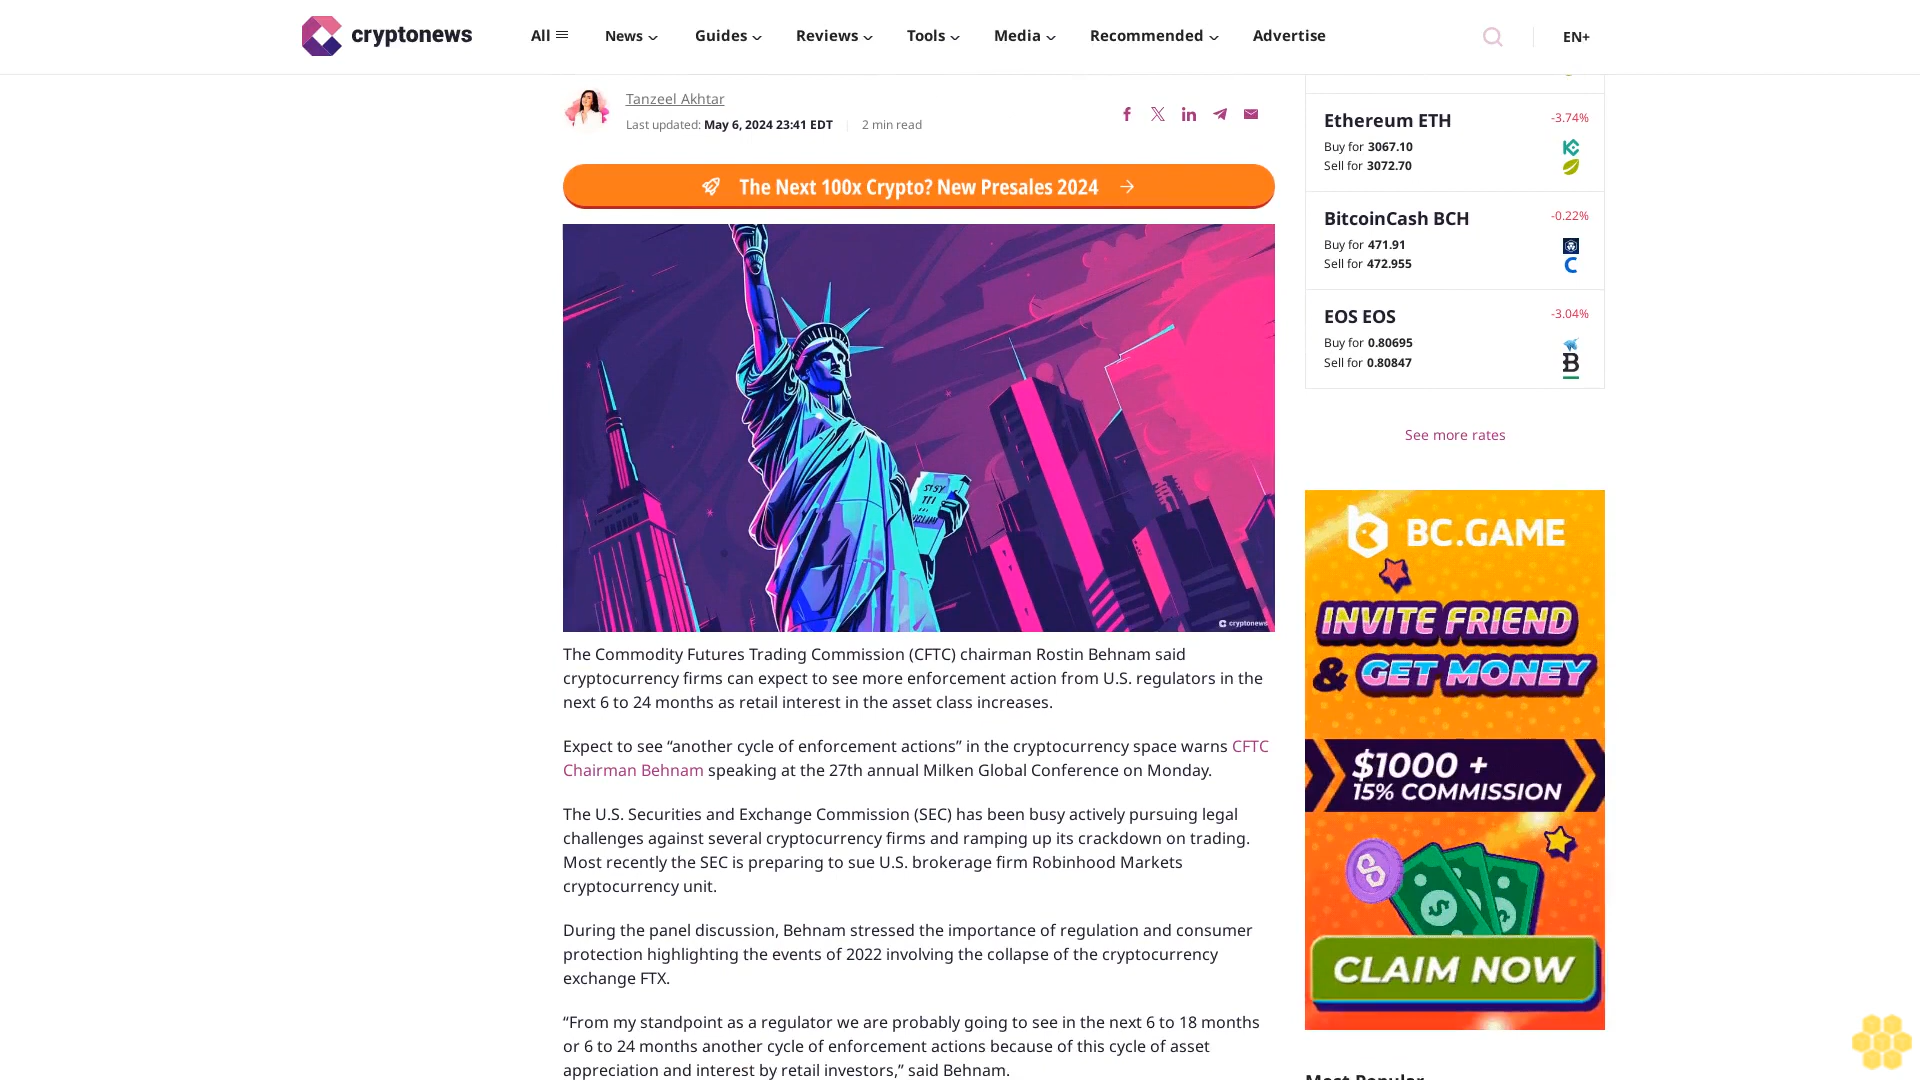 cryptonews
All
News
Guides
Reviews
Tools
Media
Recommended
Advertise
EN+
Tanzeel Akhtar
Last updated: May 6, 2024 23:41 EDT
2 min read
The Next 100x Crypto? New Presales 2024
cryptonews
The Commodity Futures Trading Commission (CFTC) chairman Rostin Behnam said
cryptocurrency firms can expect to see more enforcement action from U.S. regulators in the
next 6 to 24 months as retail interest in the asset class increases.
Expect to see “another cycle of enforcement actions” in the cryptocurrency space warns CFTC
Chairman Behnam speaking at the 27th annual Milken Global Conference on Monday.
The U.S. Securities and Exchange Commission (SEC) has been busy actively pursuing legal
challenges against several cryptocurrency firms and ramping up its crackdown on trading.
Most recently the SEC is preparing to sue U.S. brokerage firm Robinhood Markets
cryptocurrency unit.
During the panel discussion, Behnam stressed the importance of regulation and consumer
protection highlighting the events of 2022 involving the collapse of the cryptocurrency
exchange FTX.
“From my standpoint as a regulator we are probably going to see in the next 6 to 18 months
or 6 to 24 months another cycle of enforcement actions because of this cycle of asset
appreciation and interest by retail investors,” said Behnam.
Ethereum ETH
-3.74%
Buy for 3067.10
Sell for 3072.70
BitcoinCash BCH
-0.22%
Buy for 471.91
Sell for 472.955
EOS EOS
-3.04%
Buy for 0.80695
Sell for 0.80847
See more rates
BC.GAME
INVITE FRIEND
& GET MONEY
$1000 +
15% COMMISSION
CLAIM NOW
Most Popular